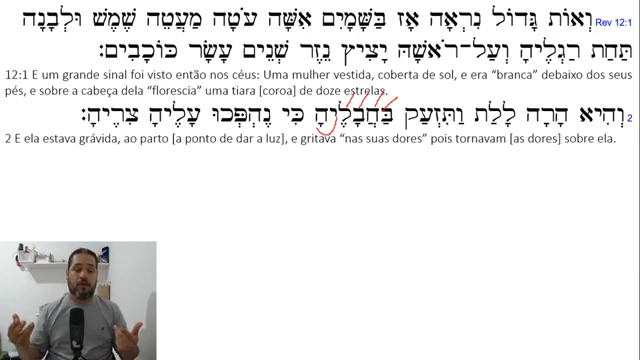 וְאוֹת גָּדוֹל נִרְאָה אָז בַּשָּׁמָיִם אִשָּׁה עֹטָה מַעֲטֵה שֶׁמֶשׁ וּלְבָנָה Rev 12:1
תַּחַת רַגְלֶיהָ וְעַל־רֹאשָׁהּ יָצִיץ נֵזֶר שְׁנֵים עָשָׂר כּוֹכָבִים׃
12:1 E um grande sinal foi visto então nos céus: Uma mulher vestida, coberta de sol, e era “branca” debaixo dos seus
pés, e sobre a cabeça dela “florescia” uma tiara [coroa] de doze estrelas.
וְהִיא הָרָה לָלַת וַתִּזְעַק בַּחֲבָלֶיהָ כִּי נֶהֶפְכוּ עָלֶיהָ צִרֶיהָ׃ 2
2 E ela estava grávida, ao parto [a ponto de dar a luz], e gritava “nas suas dores” pois tornavam [as dores] sobre ela.